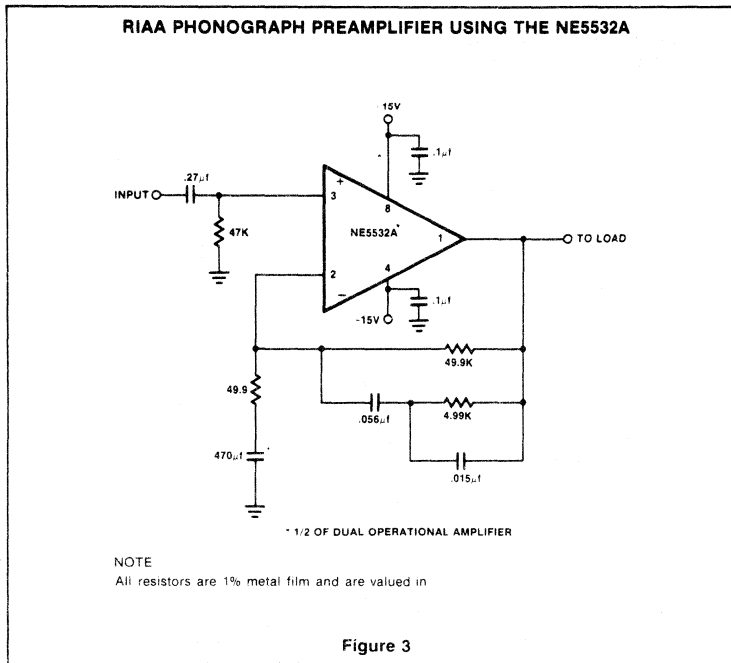 RIAA PHONOGRAPH PREAMPLIFIER USING THE NE5532A
15V
.1µf
.27µf
INPUT
3
+
8
47K
NE5532A*
1
TO LOAD
2
−
4
.1µf
-15V
49.9K
49.9
.056µf
4.99K
470µf
.015µf
* 1/2 OF DUAL OPERATIONAL AMPLIFIER
NOTE
All resistors are 1% metal film and are valued in
Figure 3